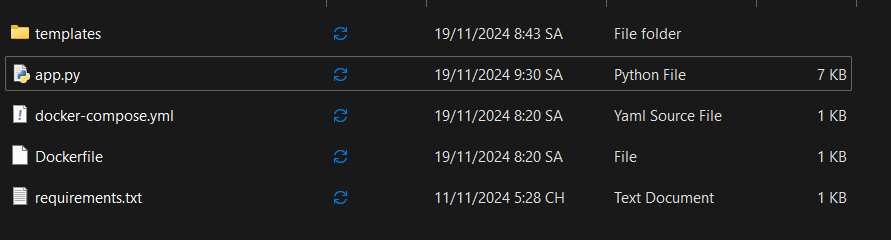 templates 19/11/2024 8:43 SA File folder
app.py 19/11/2024 9:30 SA Python File 7 KB
docker-compose.yml 19/11/2024 8:20 SA Yaml Source File 1 KB
Dockerfile 19/11/2024 8:20 SA File 1 KB
requirements.txt 11/11/2024 5:28 CH Text Document 1 KB